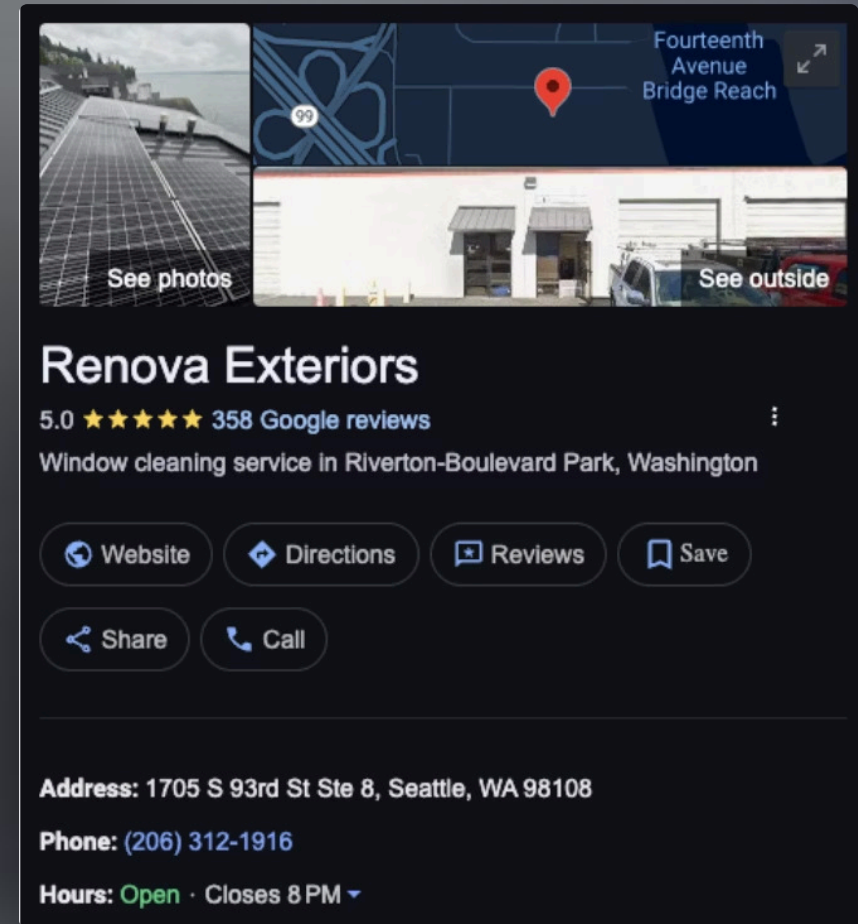 Fourteenth
Avenue
Bridge Reach
99
See photos
See outside
Renova Exteriors
5.0 ★★★★★ 358 Google reviews
Window cleaning service in Riverton-Boulevard Park, Washington
Website
Directions
Reviews
Save
Share
Call
Address: 1705 S 93rd St Ste 8, Seattle, WA 98108
Phone: (206) 312-1916
Hours: Open · Closes 8 PM